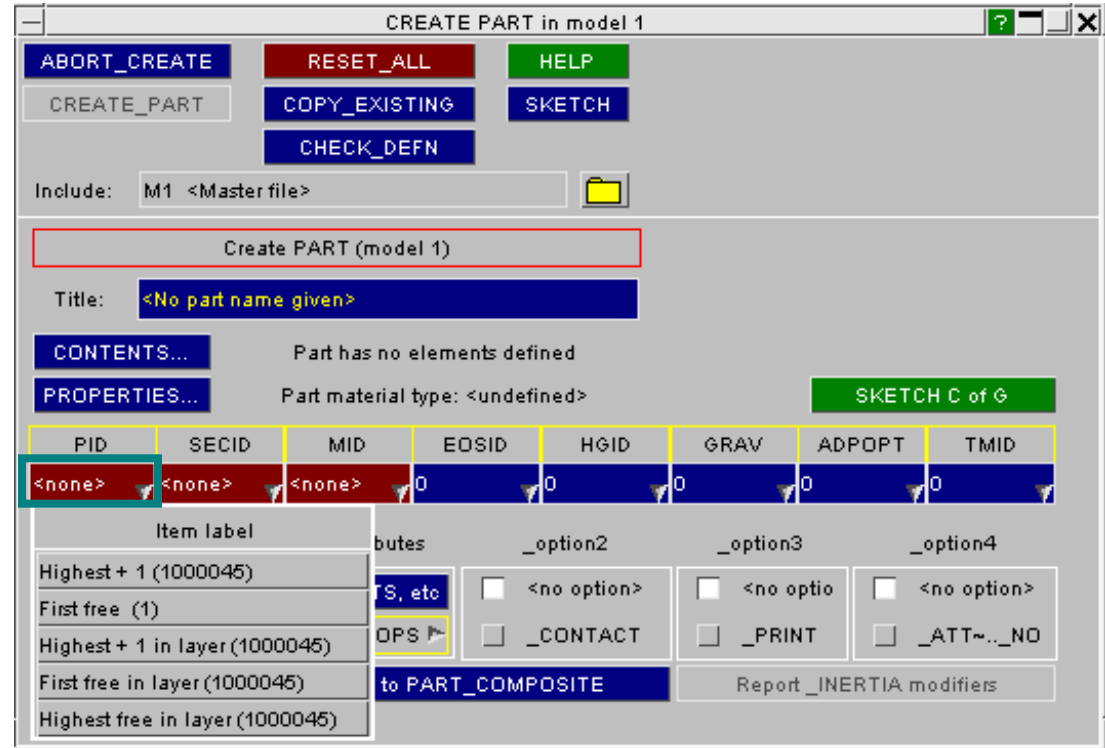 CREATE PART in model 1 ?
ABORT_CREATE RESET_ALL HELP
CREATE_PART COPY_EXISTING SKETCH
CHECK_DEFN
Include: M1 <Master file>
Create PART (model 1)
Title: <No part name given>
CONTENTS... Part has no elements defined
PROPERTIES... Part material type: <undefined> SKETCH C of G
PID SECID MID EOSID HGID GRAV ADPOPT TMID
<none> <none> <none> 0 0 0 0 0
Item label butes _option2 _option3 _option4
Highest + 1 (1000045) TS, etc <no option> <no optio <no option>
First free (1)
Highest + 1 in layer (1000045) OPS _CONTACT _PRINT _ATT~.._NO
First free in layer (1000045) to PART_COMPOSITE Report _INERTIA modifiers
Highest free in layer (1000045)